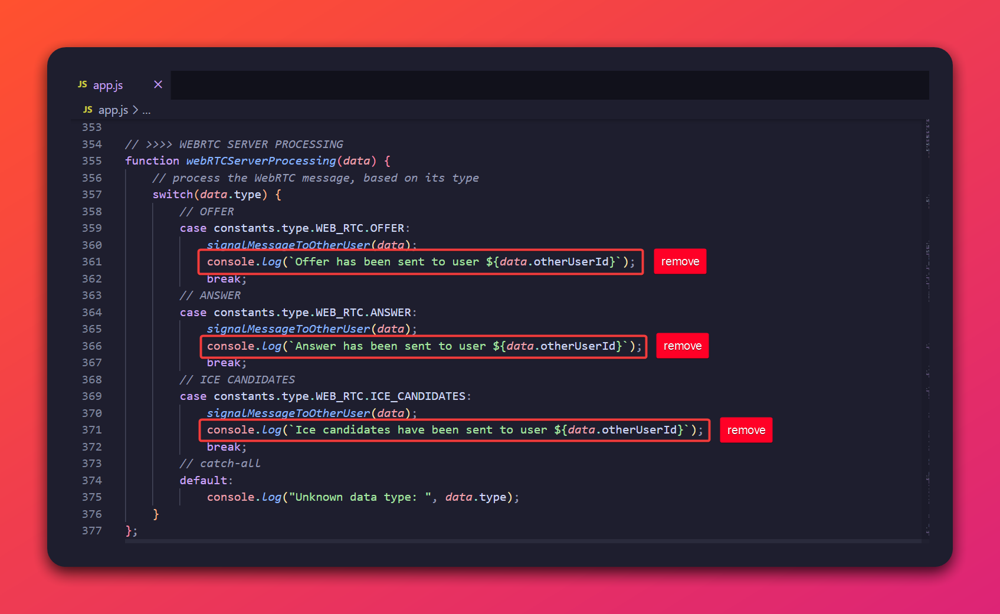 JS app.js ×
JS app.js > ...
353
354 // >>>> WEBRTC SERVER PROCESSING
355 function webRTCServerProcessing(data) {
356 // process the WebRTC message, based on its type
357 switch(data.type) {
358 // OFFER
359 case constants.type.WEB_RTC.OFFER:
360 signalMessageToOtherUser(data);
361 console.log(`Offer has been sent to user ${data.otherUserId}`); remove
362 break;
363 // ANSWER
364 case constants.type.WEB_RTC.ANSWER:
365 signalMessageToOtherUser(data);
366 console.log(`Answer has been sent to user ${data.otherUserId}`); remove
367 break;
368 // ICE CANDIDATES
369 case constants.type.WEB_RTC.ICE_CANDIDATES:
370 signalMessageToOtherUser(data);
371 console.log(`Ice candidates have been sent to user ${data.otherUserId}`); remove
372 break;
373 // catch-all
374 default:
375 console.log("Unknown data type: ", data.type);
376 }
377 };